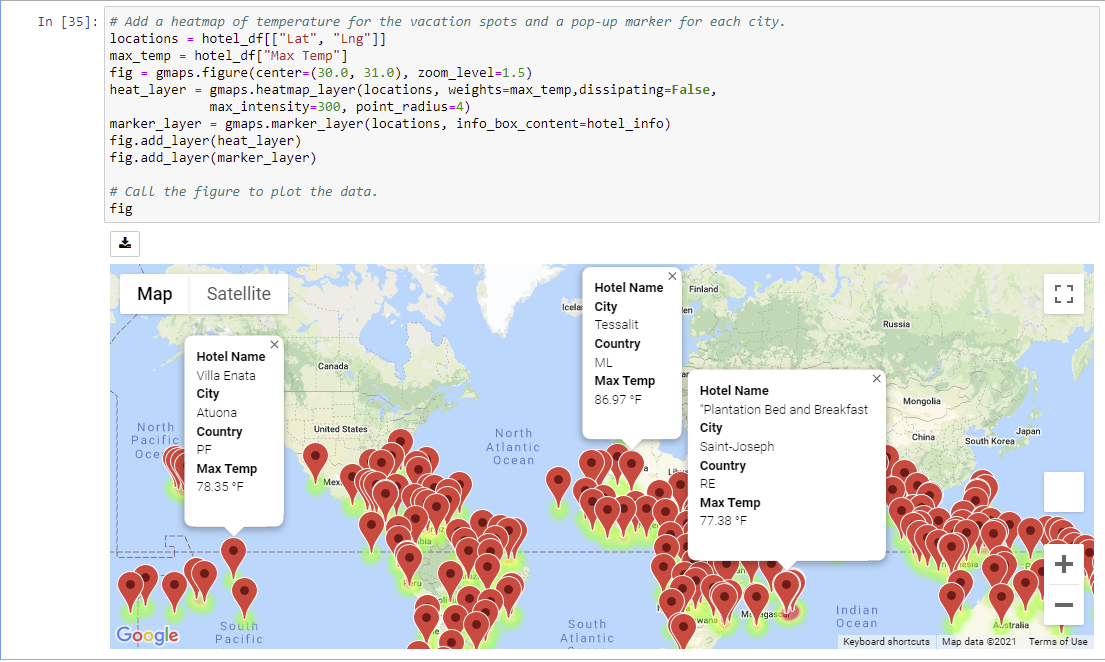 In [35]:
# Add a heatmap of temperature for the vacation spots and a pop-up marker for each city.
locations = hotel_df[["Lat", "Lng"]]
max_temp = hotel_df["Max Temp"]
fig = gmaps.figure(center=(30.0, 31.0), zoom_level=1.5)
heat_layer = gmaps.heatmap_layer(locations, weights=max_temp,dissipating=False,
max_intensity=300, point_radius=4)
marker_layer = gmaps.marker_layer(locations, info_box_content=hotel_info)
fig.add_layer(heat_layer)
fig.add_layer(marker_layer)
# Call the figure to plot the data.
fig
Map
Satellite
Hotel Name
Villa Enata
City
Atuona
Country
PF
Max Temp
78.35 °F
Hotel Name
City
Tessalit
Country
ML
Max Temp
86.97 °F
Hotel Name
"Plantation Bed and Breakfast
City
Saint-Joseph
Country
RE
Max Temp
77.38 °F
Finland
Russia
Canada
Mongolia
North
Pacific
United States
North
Atlantic
Ocean
China
Japan
South Korea
Peru
South
Pacific
South
Atlantic
Indian
Ocean
Australia
Google
Keyboard shortcuts
Map data ©2021
Terms of Use